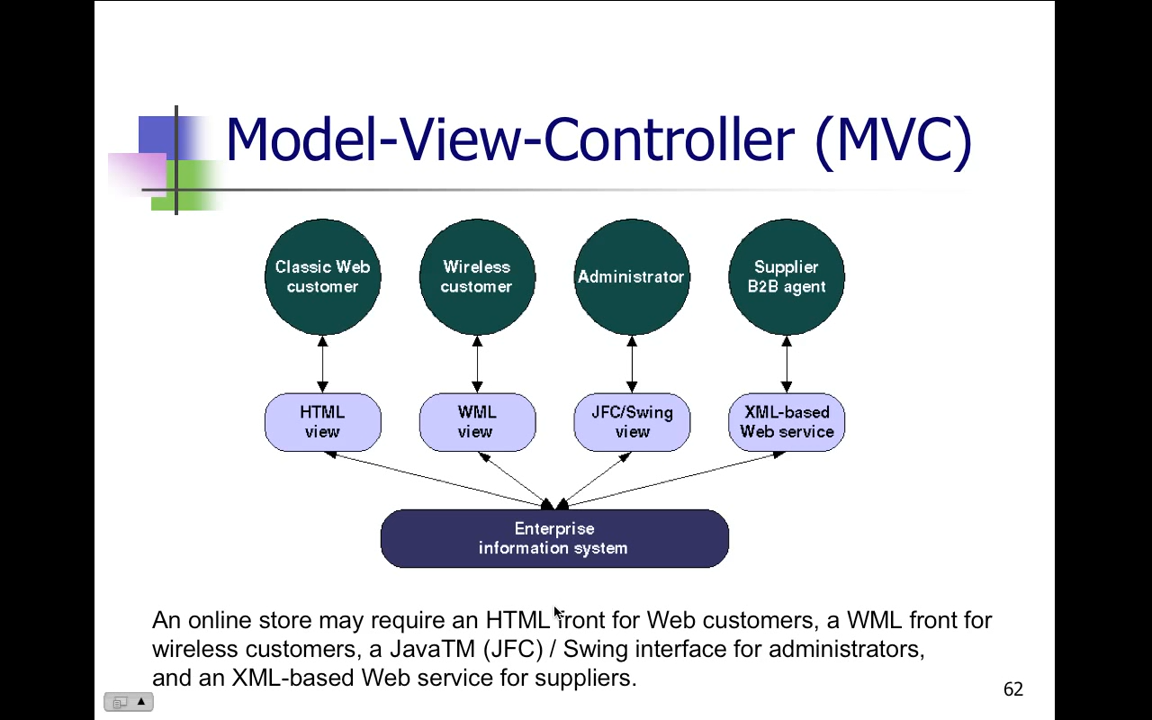 Model-View-Controller (MVC)
Classic Web
customer
Wireless
customer
Administrator
Supplier
B2B agent
HTML
view
WML
view
JFC/Swing
view
XML-based
Web service
Enterprise
information system
An online store may require an HTML front for Web customers, a WML front for
wireless customers, a JavaTM (JFC) / Swing interface for administrators,
and an XML-based Web service for suppliers.
62